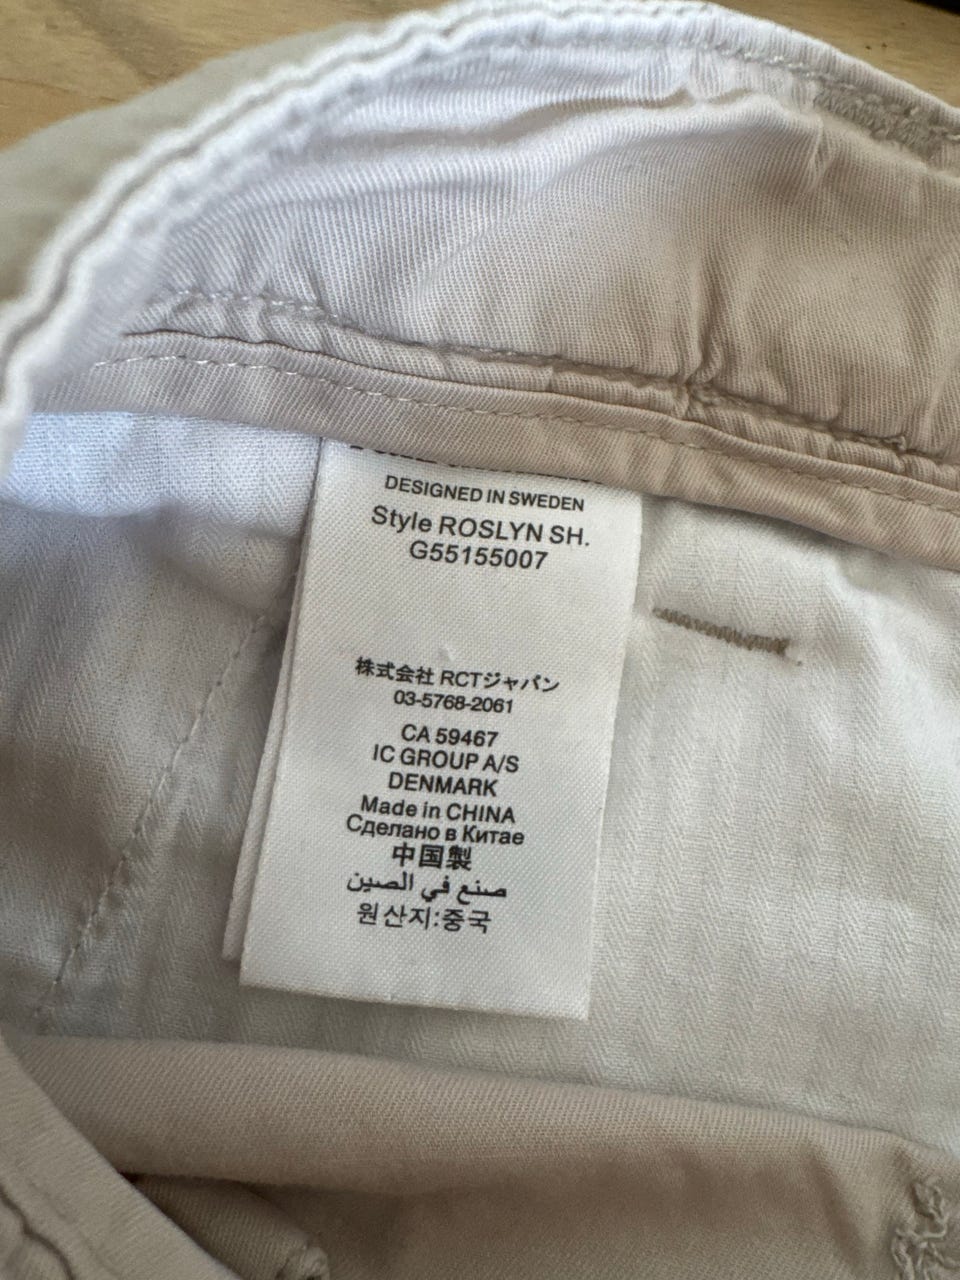 DESIGNED IN SWEDEN
Style ROSLYN SH.
G55155007
株式会社 RCTジャパン
03-5768-2061
CA 59467
IC GROUP A/S
DENMARK
Made in CHINA
Сделано в Китае
中国製
صنع في الصين
원산지:중국